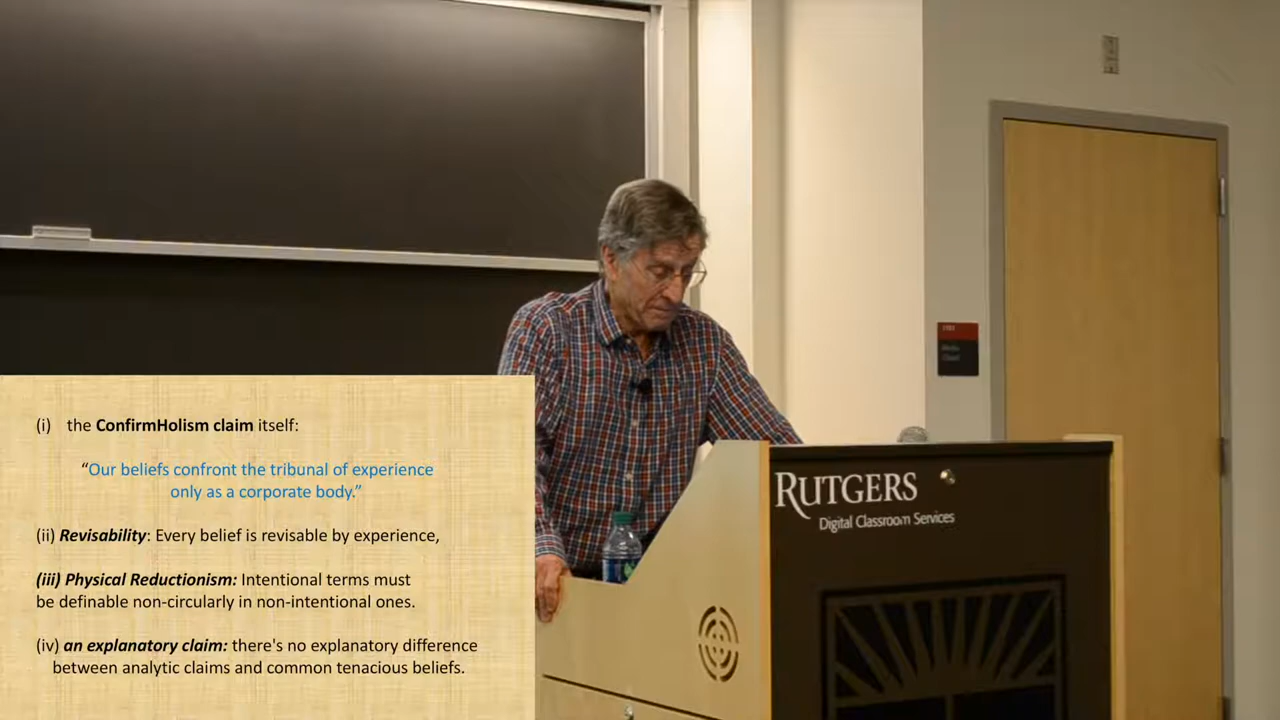 (i) the ConfirmHolism claim itself:
“Our beliefs confront the tribunal of experience
only as a corporate body.”
(ii) Revisability: Every belief is revisable by experience,
(iii) Physical Reductionism: Intentional terms must
be definable non-circularly in non-intentional ones.
(iv) an explanatory claim: there's no explanatory difference
between analytic claims and common tenacious beliefs.
RUTGERS
Digital Classroom Services